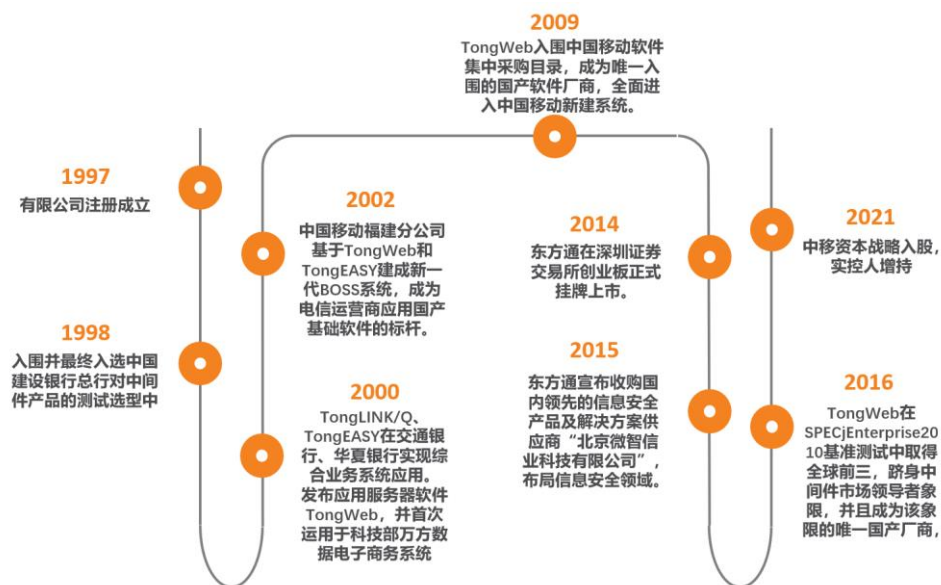 1997
有限公司注册成立
1998
入围并最终入选中国
建设银行总行对中间
件产品的测试选型中
2000
TongLINK/Q、
TongEASY在交通银
行、华夏银行实现综
合业务系统应用。
发布应用服务器软件
TongWeb，并首次
运用于科技部万方数
据电子商务系统
2002
中国移动福建分公司
基于TongWeb和
TongEASY建成新一
代BOSS系统，成为
电信运营商应用国产
基础软件的标杆。
2009
TongWeb入围中国移动软件
集中采购目录，成为唯一入
围的国产软件厂商，全面进
入中国移动新建系统。
2014
东方通在深圳证券
交易所创业板正式
挂牌上市。
2015
东方通宣布收购国
内领先的信息安全
产品及解决方案供
应商“北京微智信
业科技有限公司”，
布局信息安全领域。
2016
TongWeb在
SPECjEnterprise20
10基准测试中取得
全球前三，跻身中
间件市场领导者象
限，并且成为该象
限的唯一国产厂商，
2021
中移资本战略入股，
实控人增持